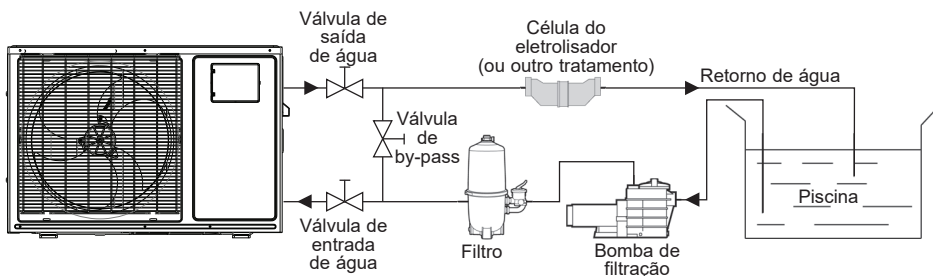 Válvula de
saída
de água
Célula do
eletrolisador
(ou outro tratamento)
Retorno de água
Válvula
de
by-pass
Piscina
Válvula de
entrada
de água
Filtro
Bomba de
filtração